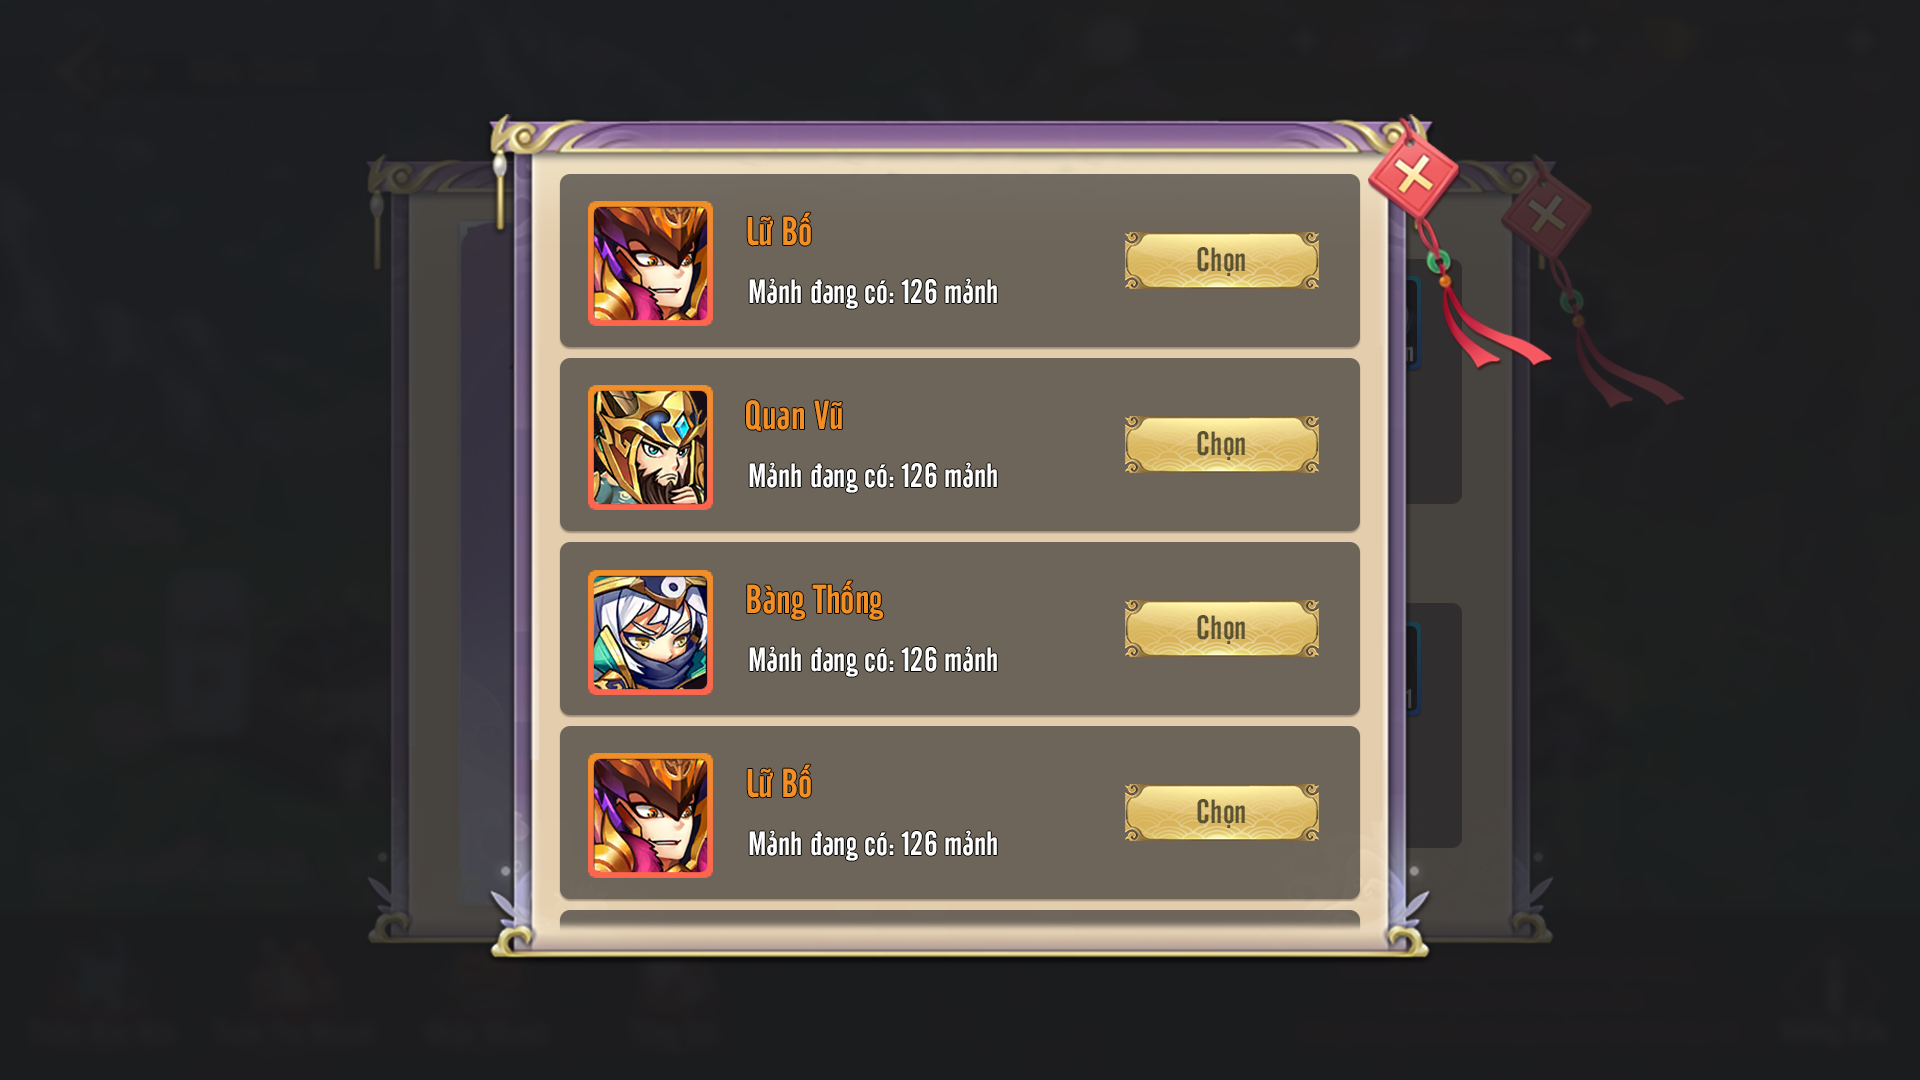 Lữ Bố
Mảnh đang có: 126 mảnh
Chọn
Quan Vũ
Mảnh đang có: 126 mảnh
Chọn
Bàng Thống
Mảnh đang có: 126 mảnh
Chọn
Lữ Bố
Mảnh đang có: 126 mảnh
Chọn